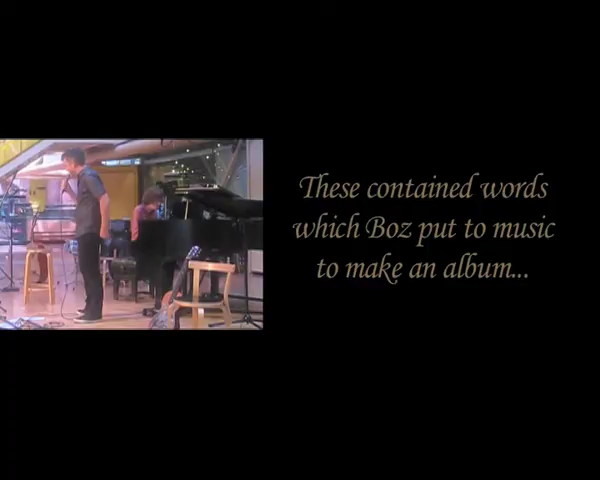 These contained words
which Boz put to music
to make an album...